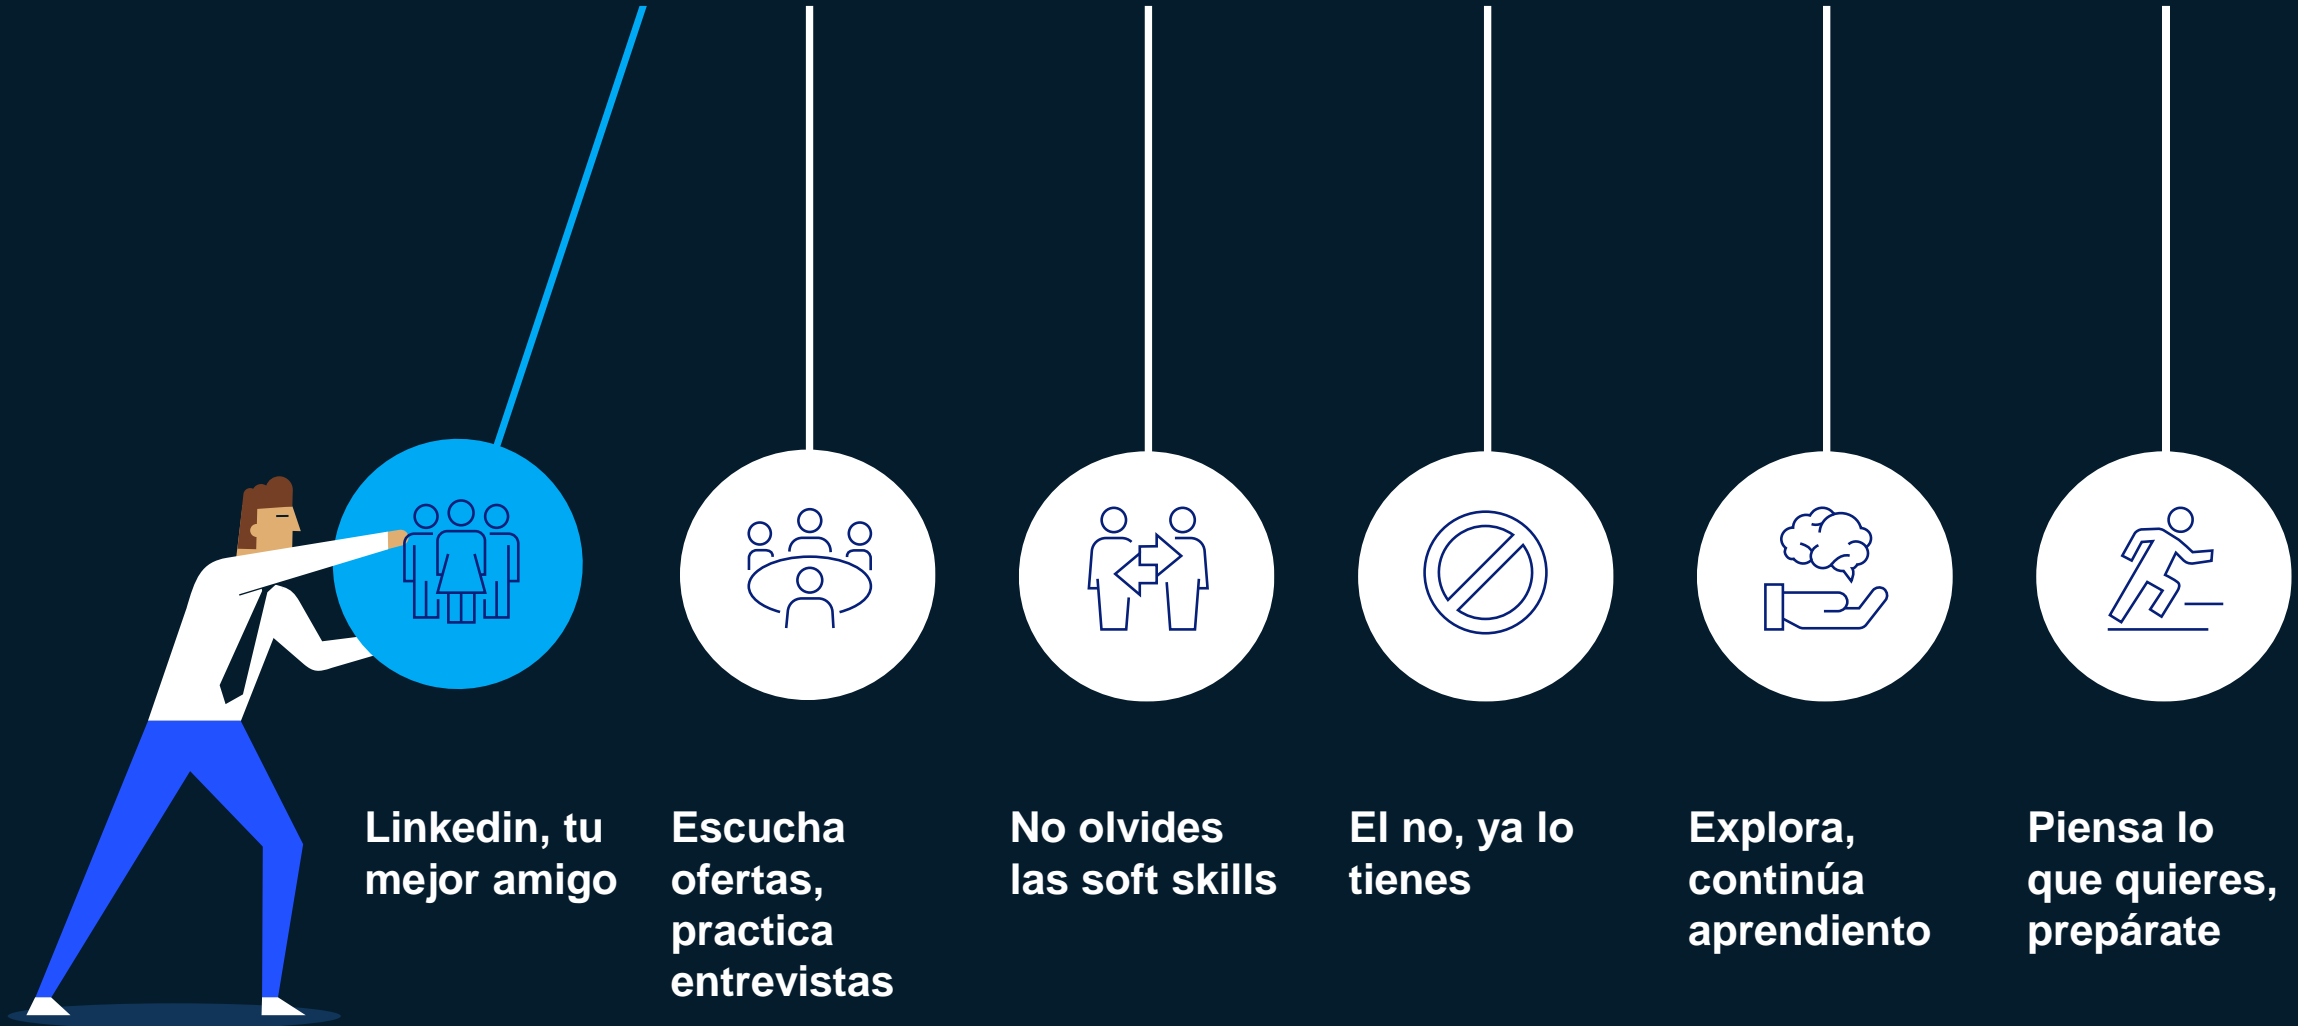 Linkedin, tu
mejor amigo
Escucha
ofertas,
practica
entrevistas
No olvides
las soft skills
El no, ya lo
tienes
Explora,
continúa
aprendiento
Piensa lo
que quieres,
prepárate